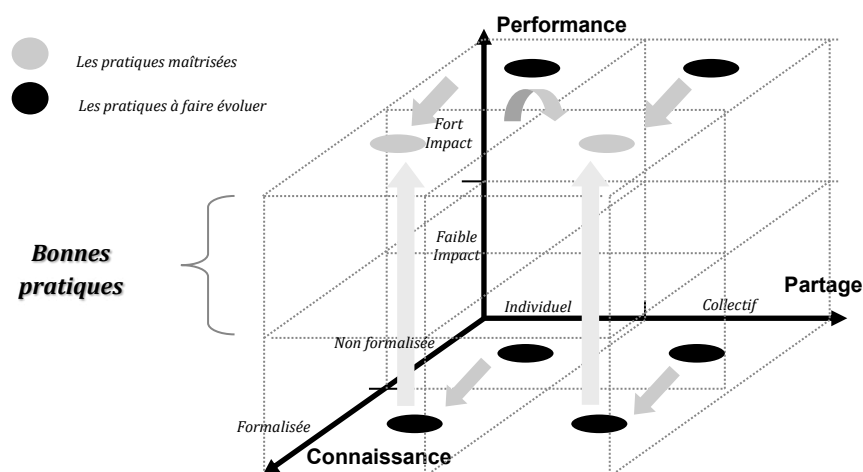 Performance
Les pratiques maîtrisées
Les pratiques à faire évoluer
Fort
Impact
Bonnes
pratiques
Faible
Impact
Partage
Individuel
Collectif
Non formalisée
Formalisée
Connaissance